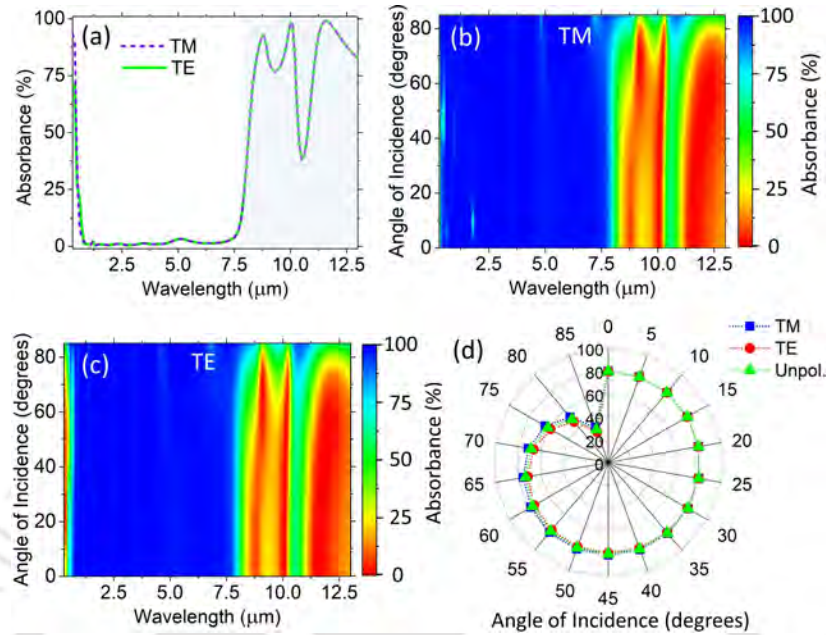 (a)
TM
TE
Absorbance (%)
100
75
50
25
0
2.5 5.0 7.5 10.0 12.5
Wavelength (μm)
(b)
TM
Angle of Incidence (degrees)
80
60
40
20
0
2.5 5.0 7.5 10.0 12.5
Wavelength (μm)
100
75
50
25
0
Absorbance (%)
(c)
TE
Angle of Incidence (degrees)
80
60
40
20
0
2.5 5.0 7.5 10.0 12.5
Wavelength (μm)
100
75
50
25
0
Absorbance (%)
(d)
TM
TE
Unpol.
0
5
10
15
20
25
30
35
40
45
50
55
60
65
70
75
80
85
100
80
60
40
20
0
Angle of Incidence (degrees)